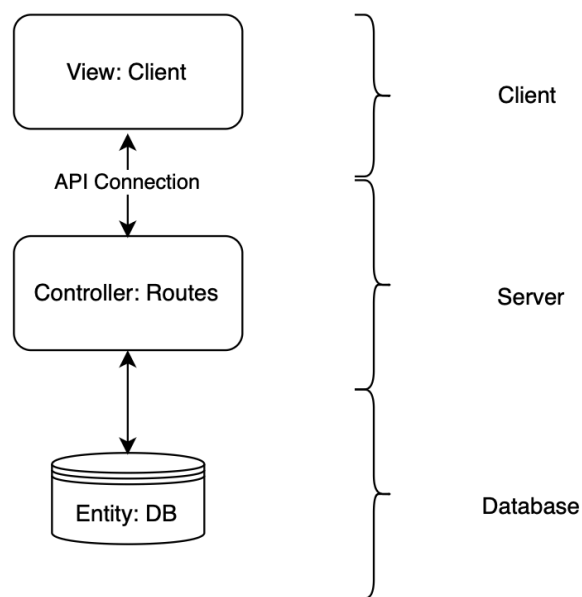 View: Client
Client
API Connection
Controller: Routes
Server
Entity: DB
Database